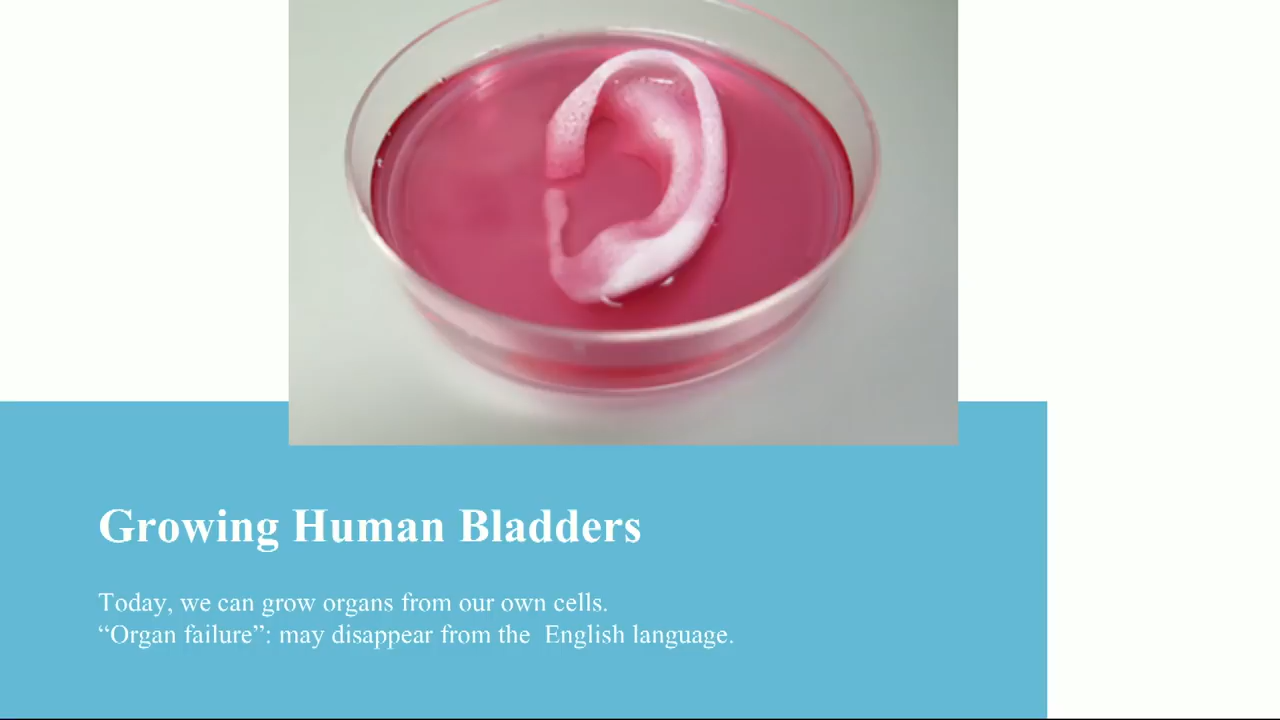 Growing Human Bladders
Today, we can grow organs from our own cells.
“Organ failure”: may disappear from the  English language.